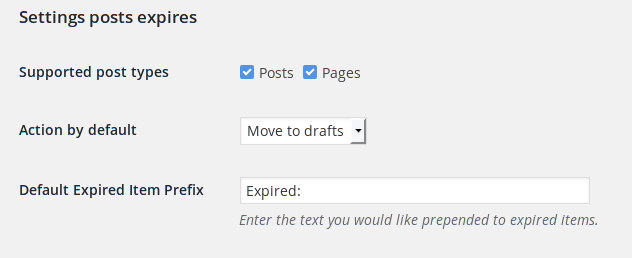 Settings posts expires
Supported post types Posts Pages
Action by default Move to drafts
Default Expired Item Prefix Expired:
Enter the text you would like prepended to expired items.